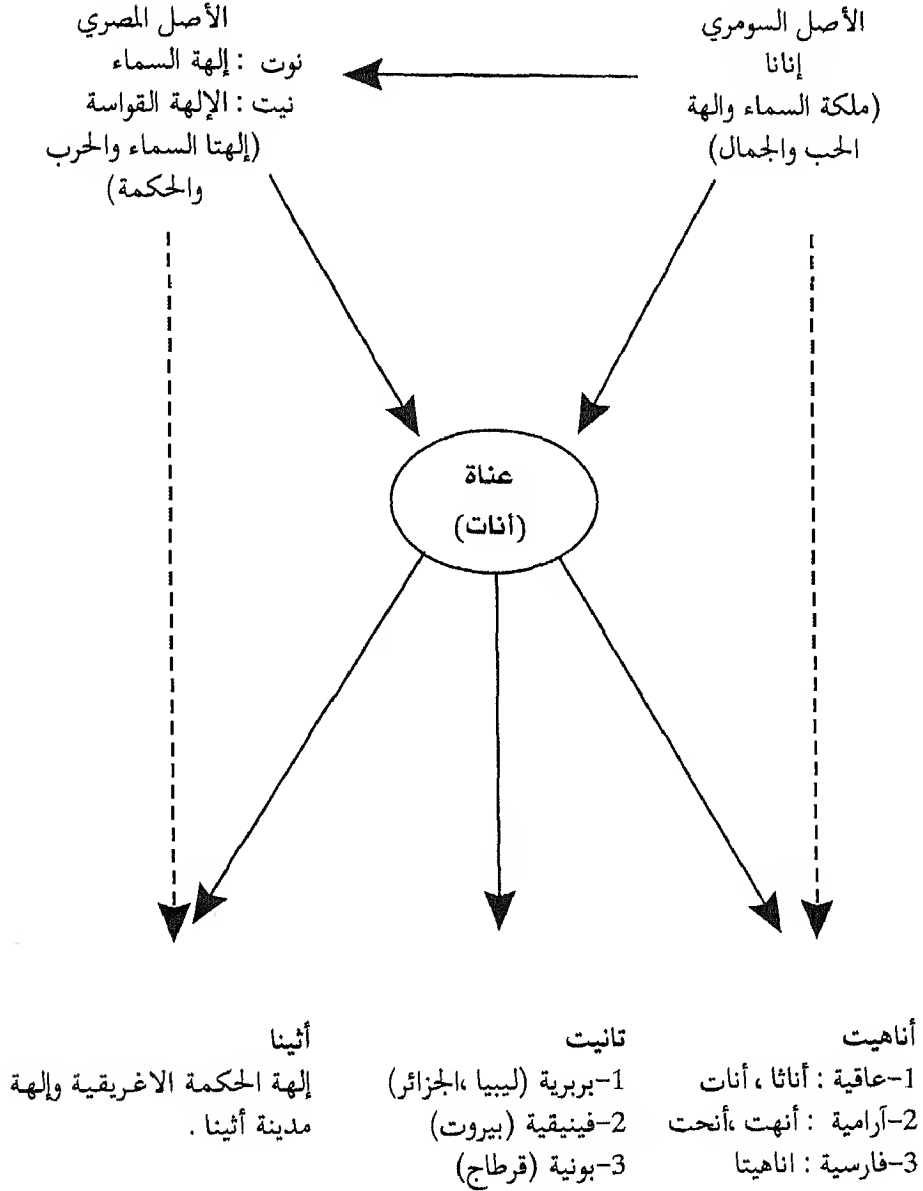 الأصل السومري
إنانا
(ملكة السماء والهة
الحب والجمال)
الأصل المصري
نوت : إلهة السماء
نيت : الإلهة القواسة
(إلهتا السماء والحرب
والحكمة)
عناة
(أنات)
أناهيت
1-عاقية : أناثا ، أنات
2-آرامية : أنهت ،أنحت
3-فارسية : اناهيتا
تانيت
1-بربرية (ليبيا ،الجزائر)
2-فينيقية (بيروت)
3-بونية (قرطاج)
أثينا
إلهة الحكمة الاغريقية وإلهة
مدينة أثينا .